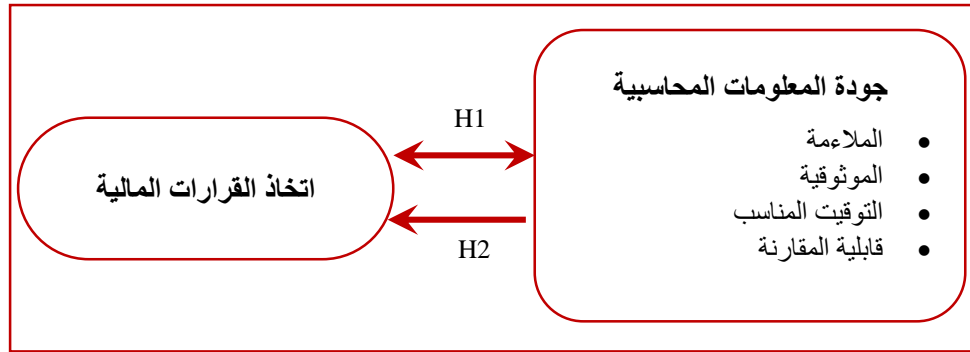 جودة المعلومات المحاسبية
• الملاءمة
• الموثوقية
• التوقيت المناسب
• قابلية المقارنة
H1
H2
اتخاذ القرارات المالية